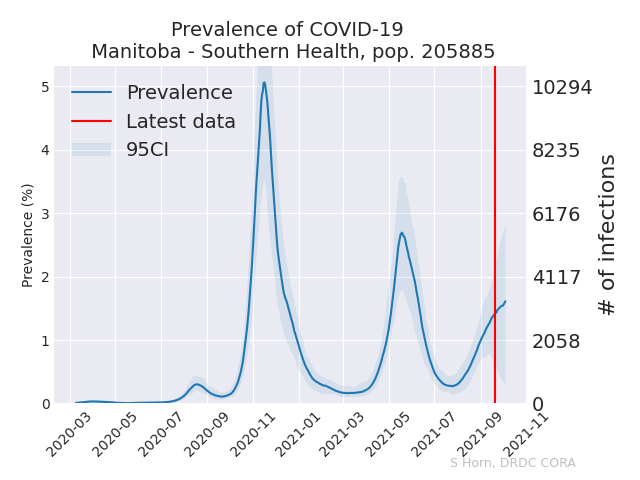 Prevalence of COVID-19
Manitoba - Southern Health, pop. 205885
Prevalence
Latest data
95CI
Prevalence (%)
5
4
3
2
1
0
10294
8235
6176
4117
2058
0
# of infections
2020-03
2020-05
2020-07
2020-09
2020-11
2021-01
2021-03
2021-05
2021-07
2021-09
2021-11
S Horn, DRDC CORA